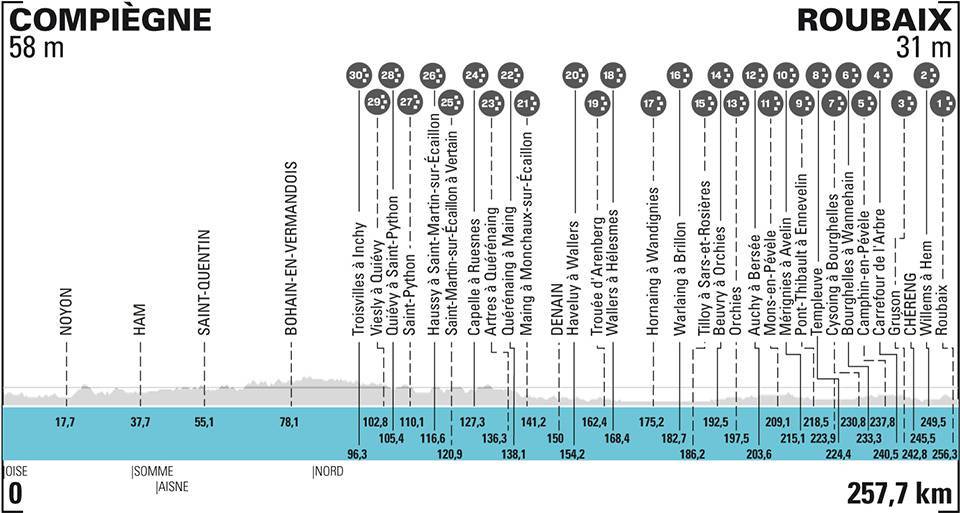 COMPIÈGNE
58 m
ROUBAIX
31 m
30 28 26 24 22 20 18 16 14 12 10 8 6 4 2
29 27 25 23 21 19 17 15 13 11 9 7 5 3 1
NOYON
HAM
SAINT-QUENTIN
BOHAIN-EN-VERMANDOIS
Troisvilles à Inchy
Viesly à Quiévy
Quiévy à Saint-Python
Saint-Python
Haussy à Saint-Martin-sur-Écaillon
Saint-Martin-sur-Écaillon à Vertain
Capelle à Ruesnes
Artres à Quérénaing
Quérénaing à Maing
Maing à Monchaux-sur-Écaillon
DENAIN
Haveluy à Wallers
Trouée d'Arenberg
Wallers à Hélesmes
Hornaing à Wandignies
Warlaing à Brillon
Tilloy à Sars-et-Rosières
Beuvry à Orchies
Orchies
Auchy à Bersée
Mons-en-Pévèle
Mérignies à Avelin
Pont-Thibault à Ennevelin
Templeuve
Cysoing à Bourghelles
Bourghelles à Wannehain
Camphin-en-Pévèle
Carrefour de l'Arbre
Gruson
CHÉRENG
Willems à Hem
Roubaix
17,7 37,7 55,1 78,1 102,8 110,1 127,3 141,2 162,4 175,2 192,5 209,1 218,5 230,8 237,8 249,5
105,4 116,6 136,3 150 168,4 182,7 197,5 215,1 223,9 233,3 245,5
96,3 120,9 138,1 154,2 186,2 203,6 224,4 240,5 242,8 256,3
OISE
SOMME
AISNE
NORD
0
257,7 km